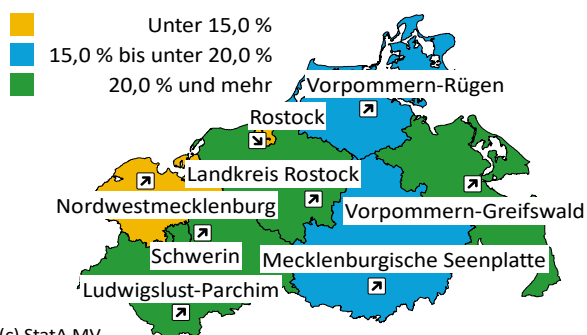 Unter 15,0 %
15,0 % bis unter 20,0 %
20,0 % und mehr
Vorpommern-Rügen
Rostock
Landkreis Rostock
Nordwestmecklenburg
Vorpommern-Greifswald
Schwerin
Mecklenburgische Seenplatte
Ludwigslust-Parchim
(c) StatA MV